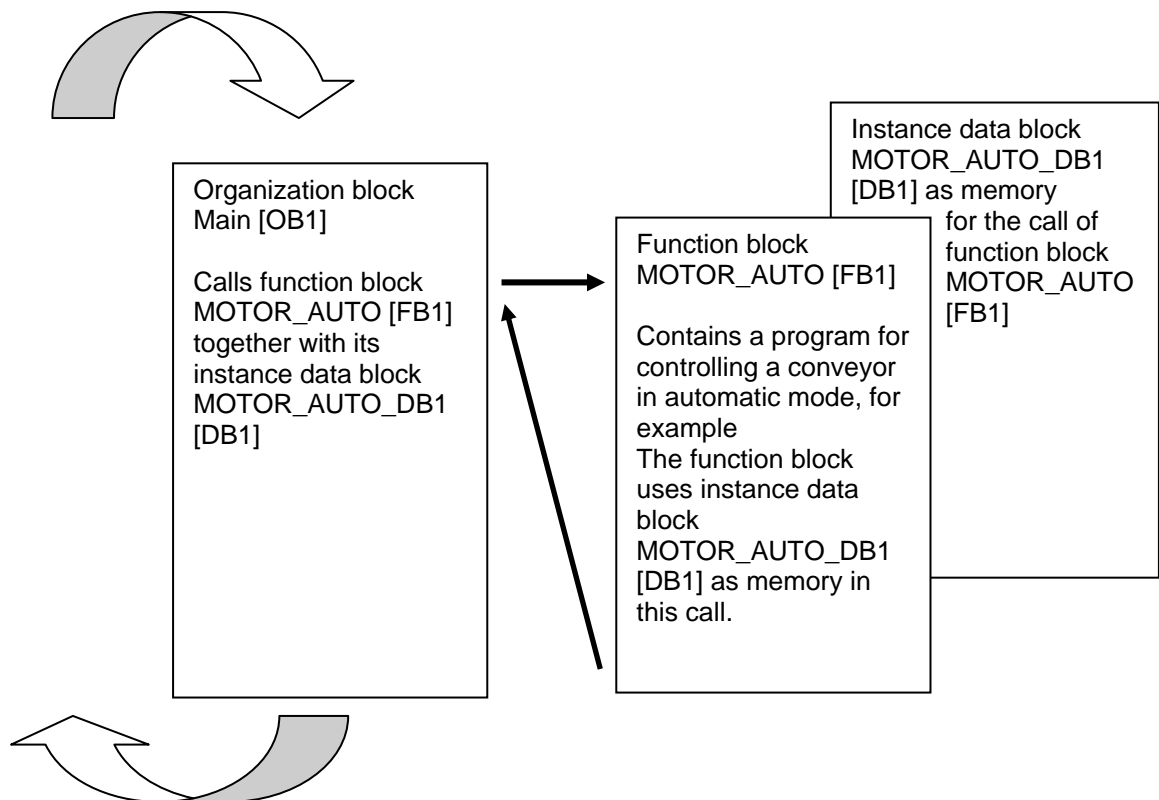 Organization block
Main [OB1]
Calls function block
MOTOR_AUTO [FB1]
together with its
instance data block
MOTOR_AUTO_DB1
[DB1]
Function block
MOTOR_AUTO [FB1]
Contains a program for
controlling a conveyor
in automatic mode, for
example
The function block
uses instance data
block
MOTOR_AUTO_DB1
[DB1] as memory in
this call.
Instance data block
MOTOR_AUTO_DB1
[DB1] as memory
for the call of
function block
MOTOR_AUTO
[FB1]